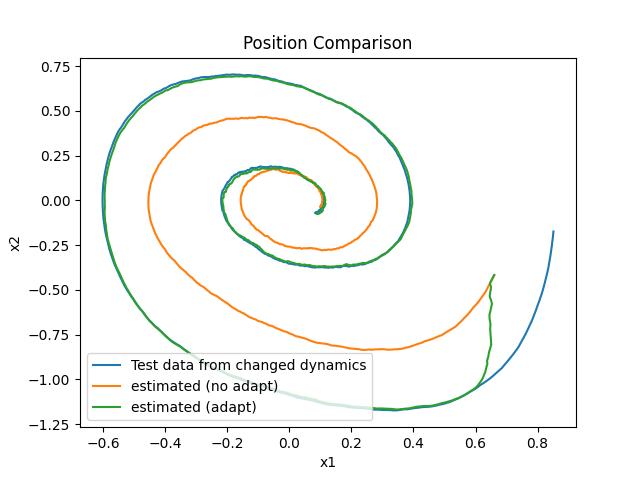 Position Comparison
0.75
0.50
0.25
0.00
−0.25
−0.50
−0.75
−1.00
−1.25
x2
Test data from changed dynamics
estimated (no adapt)
estimated (adapt)
−0.6 −0.4 −0.2 0.0 0.2 0.4 0.6 0.8
x1